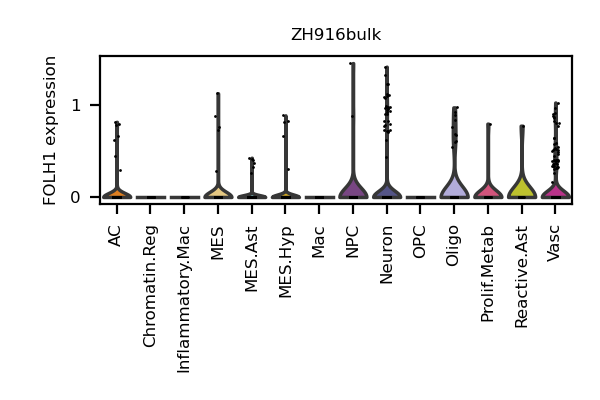 ZH916bulk
FOLH1 expression
1
0
AC
Chromatin.Reg
Inflammatory.Mac
MES
MES.Ast
MES.Hyp
Mac
NPC
Neuron
OPC
Oligo
Prolif.Metab
Reactive.Ast
Vasc